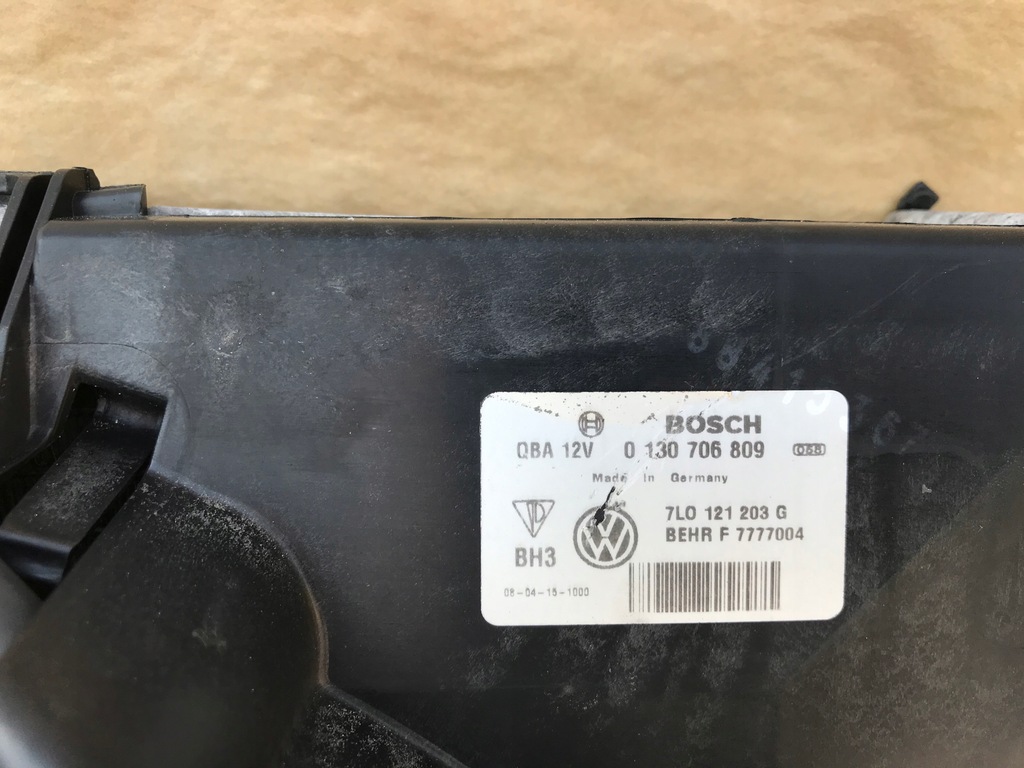 BOSCH
QBA 12V 0 130 706 809 058
Made in Germany
7L0 121 203 G
BEHR F 7777004
BH3
08-04-15-1000